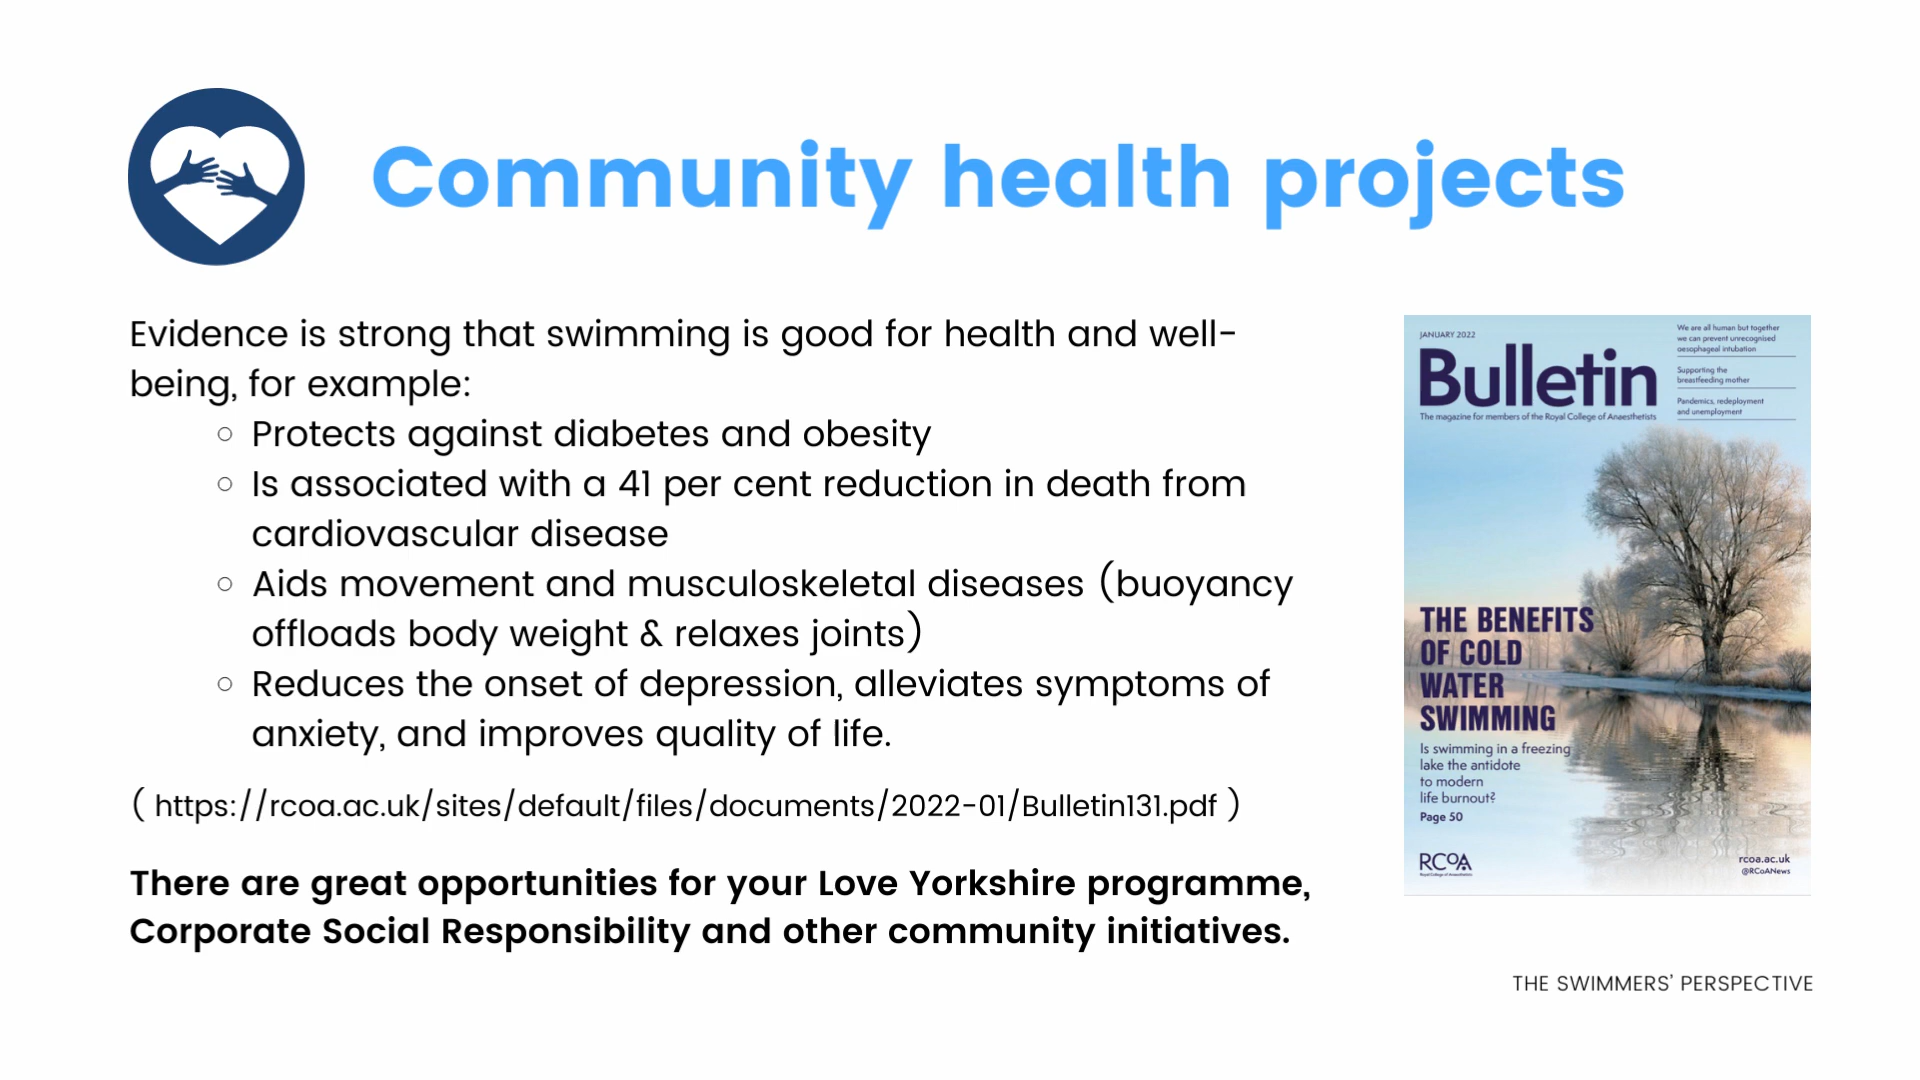 Community health projects
Evidence is strong that swimming is good for health and well-
being, for example:
Protects against diabetes and obesity
Is associated with a 41 per cent reduction in death from
cardiovascular disease
Aids movement and musculoskeletal diseases (buoyancy
offloads body weight & relaxes joints)
Reduces the onset of depression, alleviates symptoms of
anxiety, and improves quality of life.
( https://rcoa.ac.uk/sites/default/files/documents/2022-01/Bulletin131.pdf )
There are great opportunities for your Love Yorkshire programme,
Corporate Social Responsibility and other community initiatives.
JANUARY 2022
Bulletin
The magazine for members of the Royal College of Anaesthetists
We are all human but together
we can prevent unrecognised
oesophageal intubation
Supporting the
breastfeeding mother
Pandemics, redeployment
and unemployment
THE BENEFITS
OF COLD
WATER
SWIMMING
Is swimming in a freezing
lake the antidote
to modern
life burnout?
Page 50
RCOA
Royal College of Anaesthetists
rcoa.ac.uk
@RCoANews
THE SWIMMERS' PERSPECTIVE